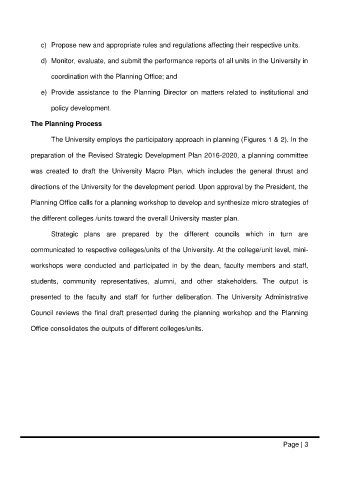 c) Propose new and appropriate rules and regulations affecting their respective units.
d) Monitor, evaluate, and submit the performance reports of all units in the University in
coordination with the Planning Office; and
e) Provide assistance to the Planning Director on matters related to institutional and
policy development.
The Planning Process
The University employs the participatory approach in planning (Figures 1 & 2). In the
preparation of the Revised Strategic Development Plan 2016-2020, a planning committee
was created to draft the University Macro Plan, which includes the general thrust and
directions of the University for the development period. Upon approval by the President, the
Planning Office calls for a planning workshop to develop and synthesize micro strategies of
the different colleges /units toward the overall University master plan.
Strategic plans are prepared by the different councils which in turn are
communicated to respective colleges/units of the University. At the college/unit level, mini-
workshops were conducted and participated in by the dean, faculty members and staff,
students, community representatives, alumni, and other stakeholders. The output is
presented to the faculty and staff for further deliberation. The University Administrative
Council reviews the final draft presented during the planning workshop and the Planning
Office consolidates the outputs of different colleges/units.
Page | 3